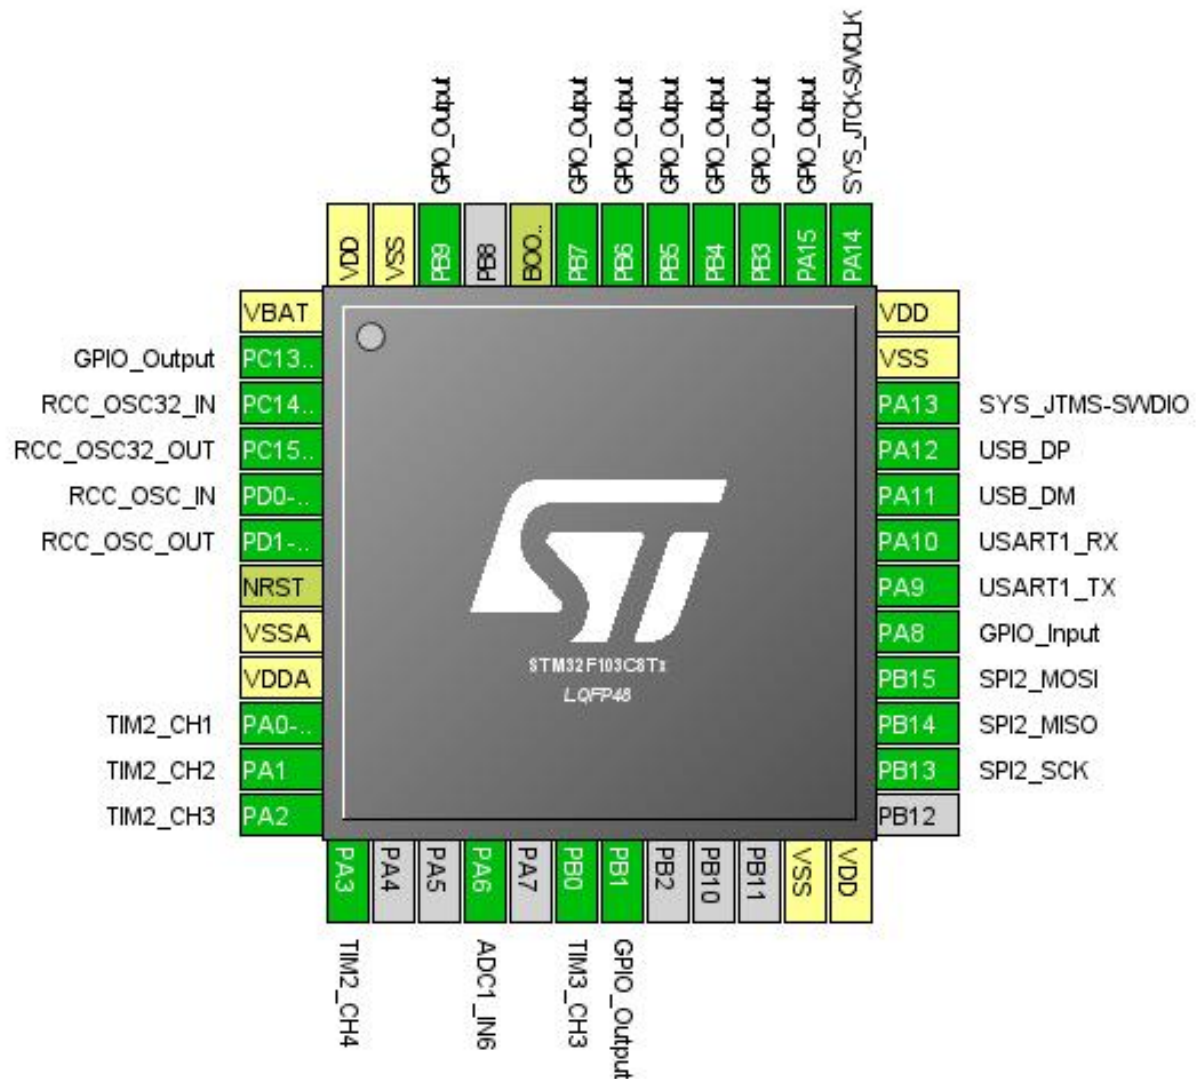 GPIO_Output
GPIO_Output
GPIO_Output
GPIO_Output
GPIO_Output
GPIO_Output
GPIO_Output
SYS_JTCK-SWCLK
VDD
VSS
PB9
PB8
BOO..
PB7
PB6
PB5
PB4
PB3
PA15
PA14
VBAT
GPIO_Output PC13..
RCC_OSC32_IN PC14..
RCC_OSC32_OUT PC15..
RCC_OSC_IN PD0-..
RCC_OSC_OUT PD1-..
NRST
VSSA
VDDA
TIM2_CH1 PA0-..
TIM2_CH2 PA1
TIM2_CH3 PA2
VDD
VSS
PA13 SYS_JTMS-SWDIO
PA12 USB_DP
PA11 USB_DM
PA10 USART1_RX
PA9 USART1_TX
PA8 GPIO_Input
PB15 SPI2_MOSI
PB14 SPI2_MISO
PB13 SPI2_SCK
PB12
ST
STM32F103C8Tx
LQFP48
PA3
PA4
PA5
PA6
PA7
PB0
PB1
PB2
PB10
PB11
VSS
VDD
TIM2_CH4
ADC1_IN6
TIM3_CH3
GPIO_Output